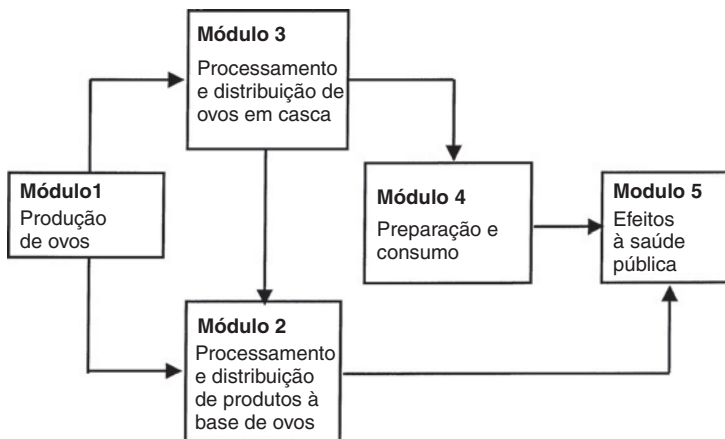 Módulo 3
Processamento
e distribuição de
ovos em casca
Módulo1
Produção
de ovos
Módulo 4
Preparação e
consumo
Modulo 5
Efeitos
à saúde
pública
Módulo 2
Processamento
e distribuição
de produtos à
base de ovos